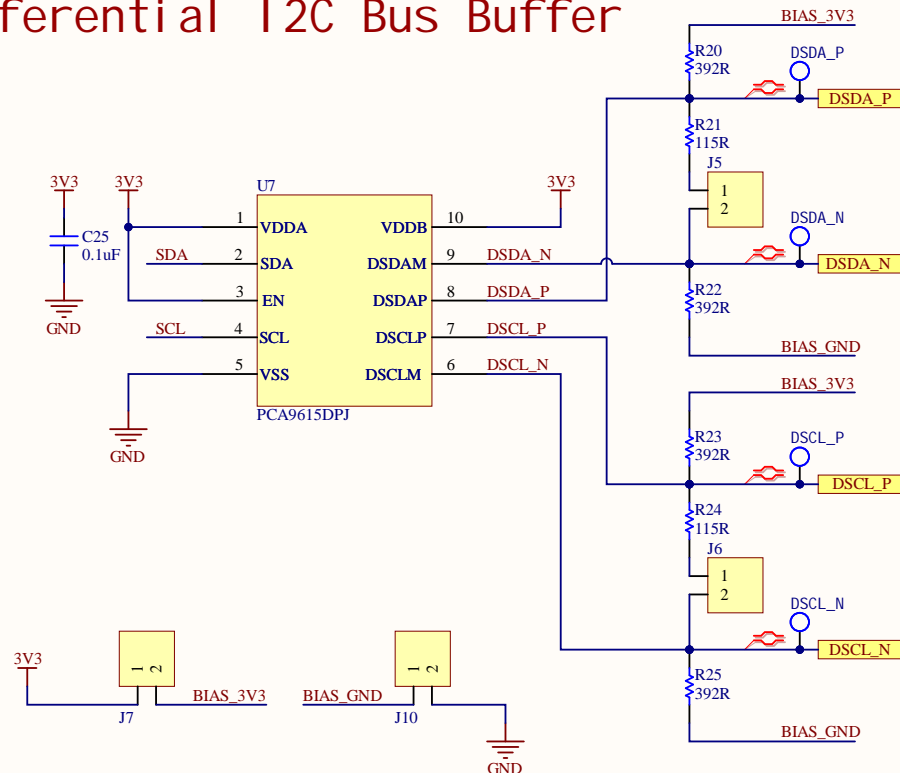 ferential I2C Bus Buffer
BIAS_3V3
R20
392R
DSDA_P
DSDA_P
R21
115R
J5
1
2
3V3
3V3
U7
3V3
C25
0.1uF
GND
1
VDDA
VDDB
10
SDA
2
SDA
DSDAM
9
DSDA_N
3
EN
DSDAP
8
DSDA_P
SCL
4
SCL
DSCLP
7
DSCL_P
5
VSS
DSCLM
6
DSCL_N
PCA9615DPJ
GND
DSDA_N
DSDA_N
R22
392R
BIAS_GND
BIAS_3V3
R23
392R
DSCL_P
DSCL_P
R24
115R
J6
1
2
DSCL_N
DSCL_N
R25
392R
BIAS_GND
3V3
1
2
J7
BIAS_3V3
BIAS_GND
1
2
J10
GND